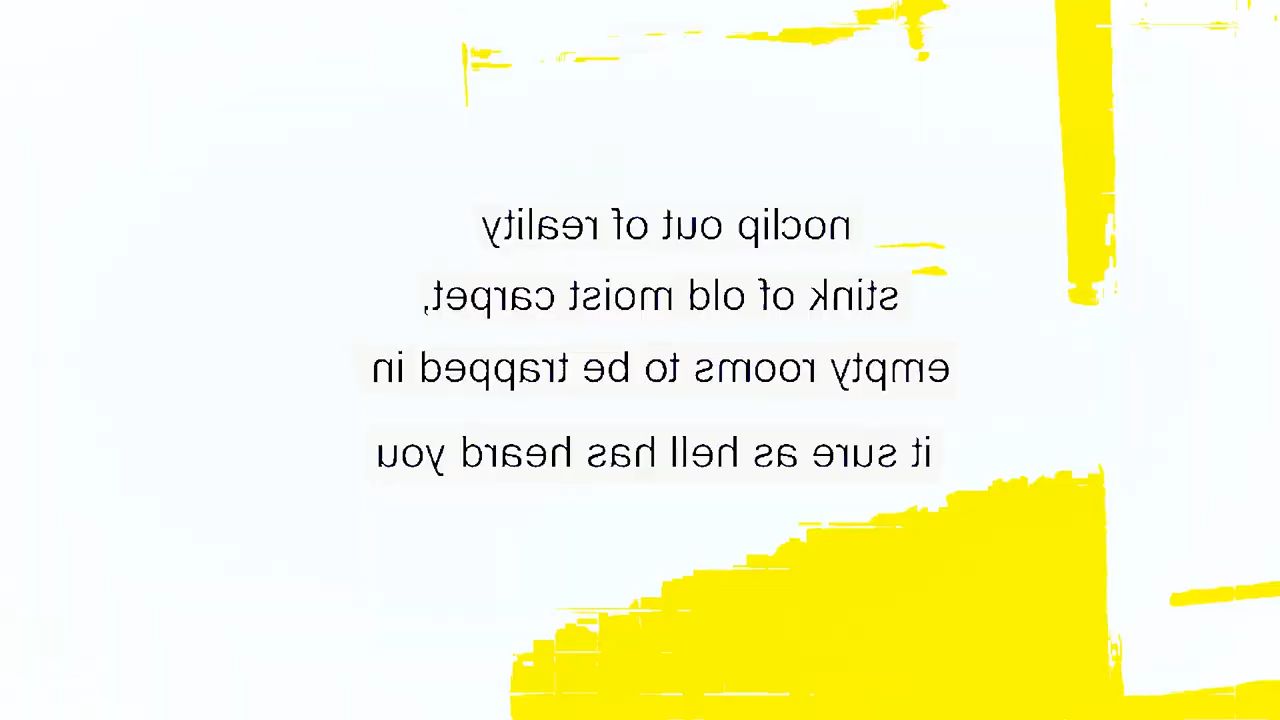 noclip out of reality
stink of old moist carpet,
empty rooms to be trapped in
it sure as hell has heard you